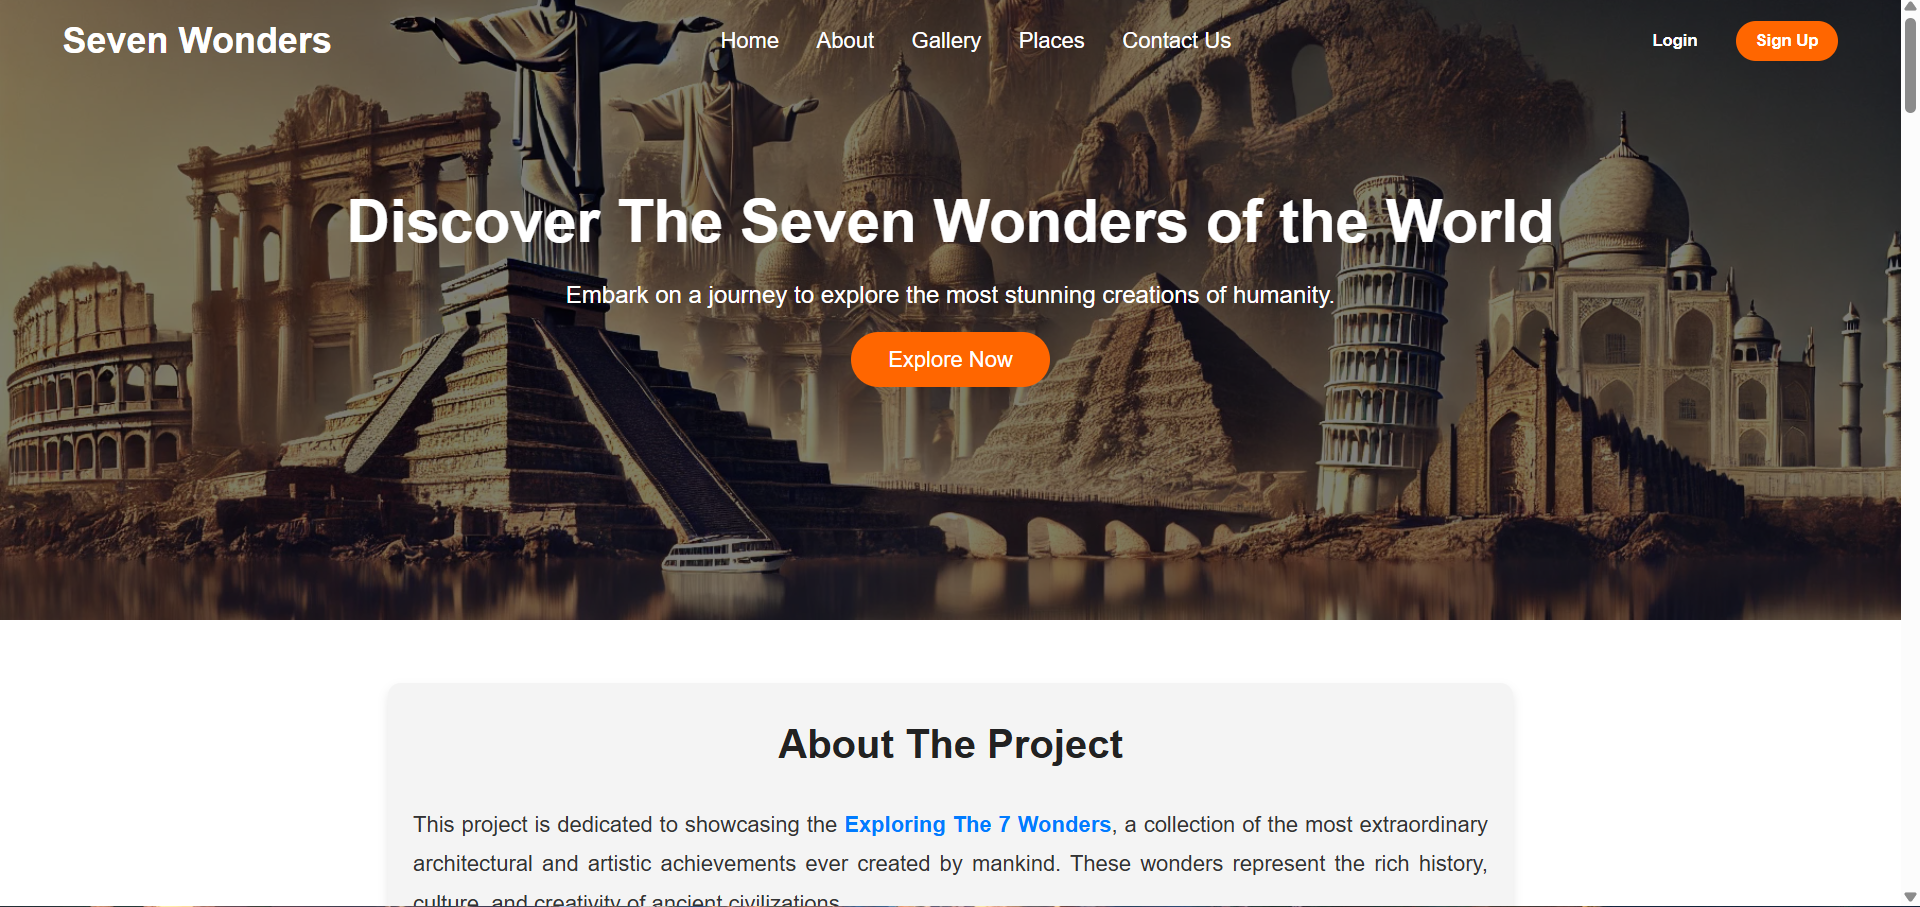 Seven Wonders
Home About Gallery Places Contact Us
Login Sign Up
Discover The Seven Wonders of the World
Embark on a journey to explore the most stunning creations of humanity.
Explore Now
About The Project
This project is dedicated to showcasing the Exploring The 7 Wonders, a collection of the most extraordinary
architectural and artistic achievements ever created by mankind. These wonders represent the rich history,
culture, and creativity of ancient civilizations.